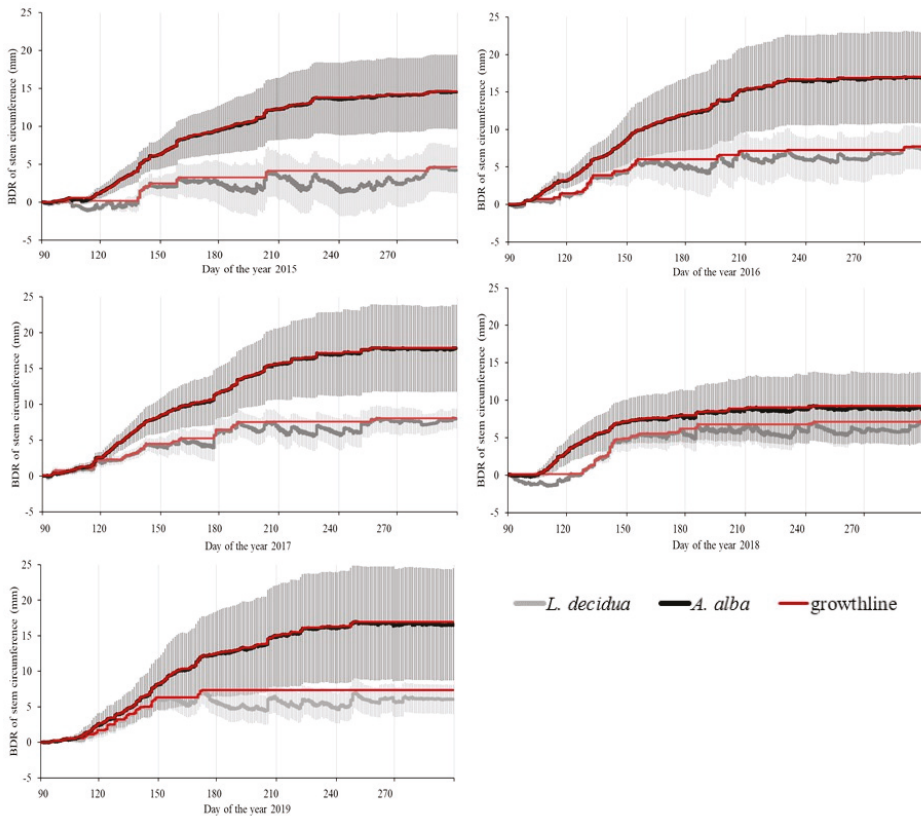 BDR of stem circumference (mm)
25
20
15
10
5
0
-5
90 120 150 180 210 240 270
Day of the year 2015
BDR of stem circumference (mm)
25
20
15
10
5
0
-5
90 120 150 180 210 240 270
Day of the year 2016
BDR of stem circumference (mm)
25
20
15
10
5
0
-5
90 120 150 180 210 240 270
Day of the year 2017
BDR of stem circumference (mm)
25
20
15
10
5
0
-5
90 120 150 180 210 240 270
Day of the year 2018
BDR of stem circumference (mm)
25
20
15
10
5
0
-5
90 120 150 180 210 240 270
Day of the year 2019
L. decidua A. alba growthline